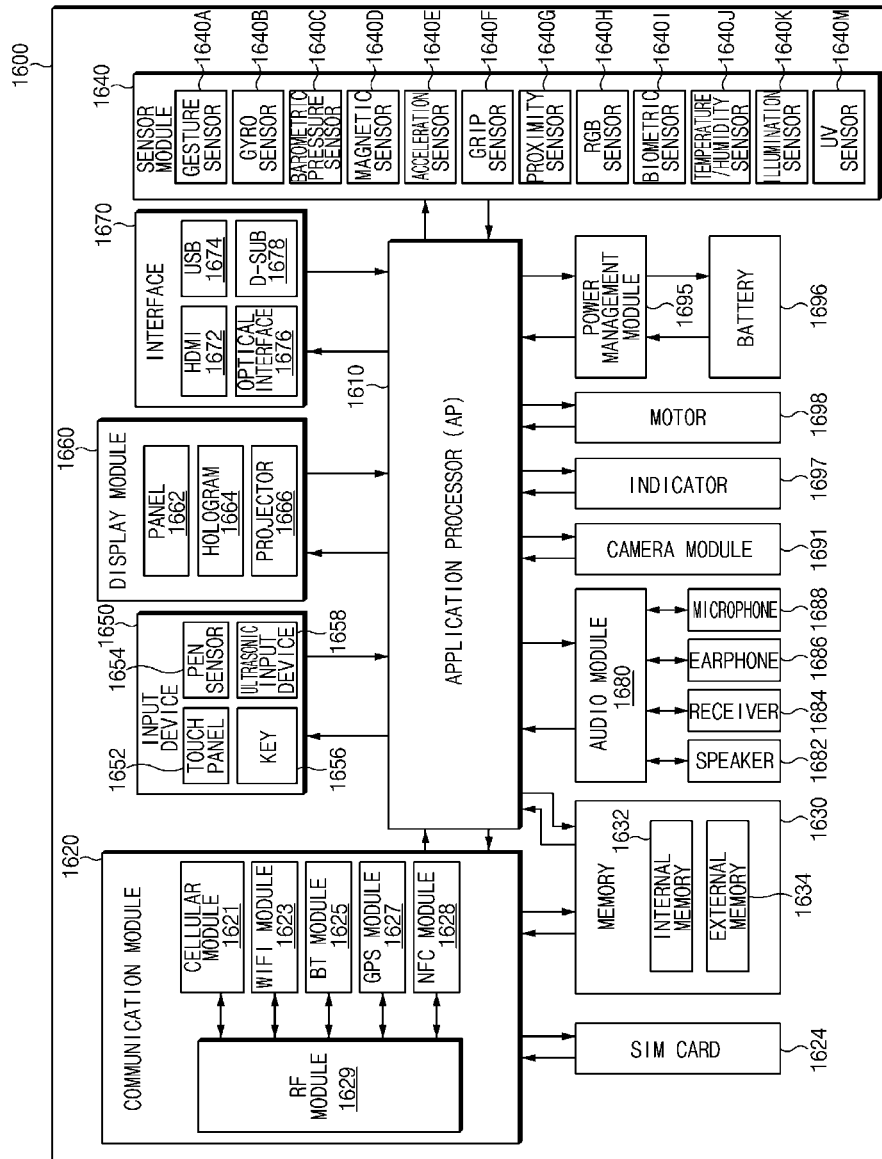 1600
COMMUNICATION MODULE
1620
RF
MODULE
1629
CELLULAR
MODULE
1621
WIFI MODULE
1623
BT MODULE
1625
GPS MODULE
1627
NFC MODULE
1628
SIM CARD
1624
MEMORY
1630
INTERNAL
MEMORY
1632
EXTERNAL
MEMORY
1634
APPLICATION PROCESSOR (AP)
1610
INPUT
DEVICE
1650
TOUCH
PANEL
1652
PEN
SENSOR
1654
KEY
1656
ULTRASONIC
INPUT
DEVICE
1658
DISPLAY MODULE
1660
PANEL
1662
HOLOGRAM
1664
PROJECTOR
1666
INTERFACE
1670
HDMI
1672
USB
1674
OPTICAL
INTERFACE
1676
D-SUB
1678
SENSOR
MODULE
1640
GESTURE
SENSOR
1640A
GYRO
SENSOR
1640B
BAROMETRIC
PRESSURE
SENSOR
1640C
MAGNETIC
SENSOR
1640D
ACCELERATION
SENSOR
1640E
GRIP
SENSOR
1640F
PROXIMITY
SENSOR
1640G
RGB
SENSOR
1640H
BIOMETRIC
SENSOR
1640I
TEMPERATURE
/HUMIDITY
SENSOR
1640J
ILLUMINATION
SENSOR
1640K
UV
SENSOR
1640M
AUDIO MODULE
1680
SPEAKER
1682
RECEIVER
1684
EARPHONE
1686
MICROPHONE
1688
CAMERA MODULE
1691
INDICATOR
1697
MOTOR
1698
POWER
MANAGEMENT
MODULE
1695
BATTERY
1696